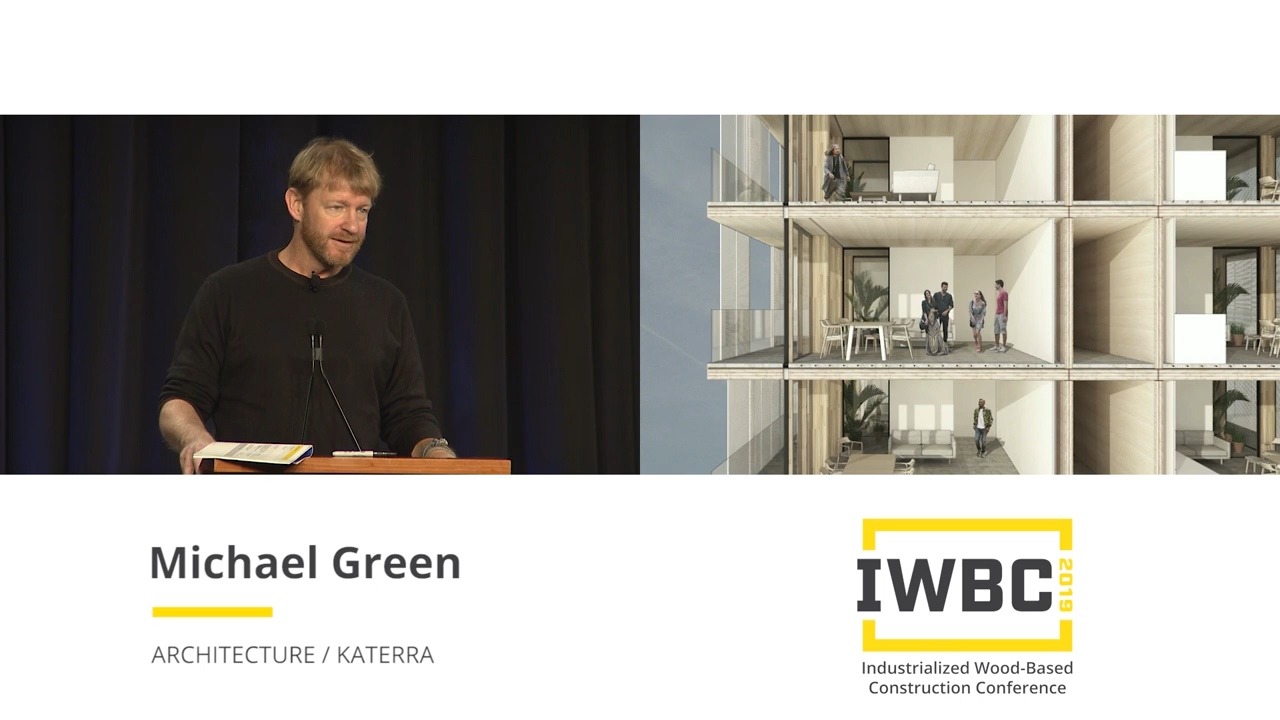 Michael Green
ARCHITECTURE / KATERRA
IWBC 2019
Industrialized Wood-Based
Construction Conference